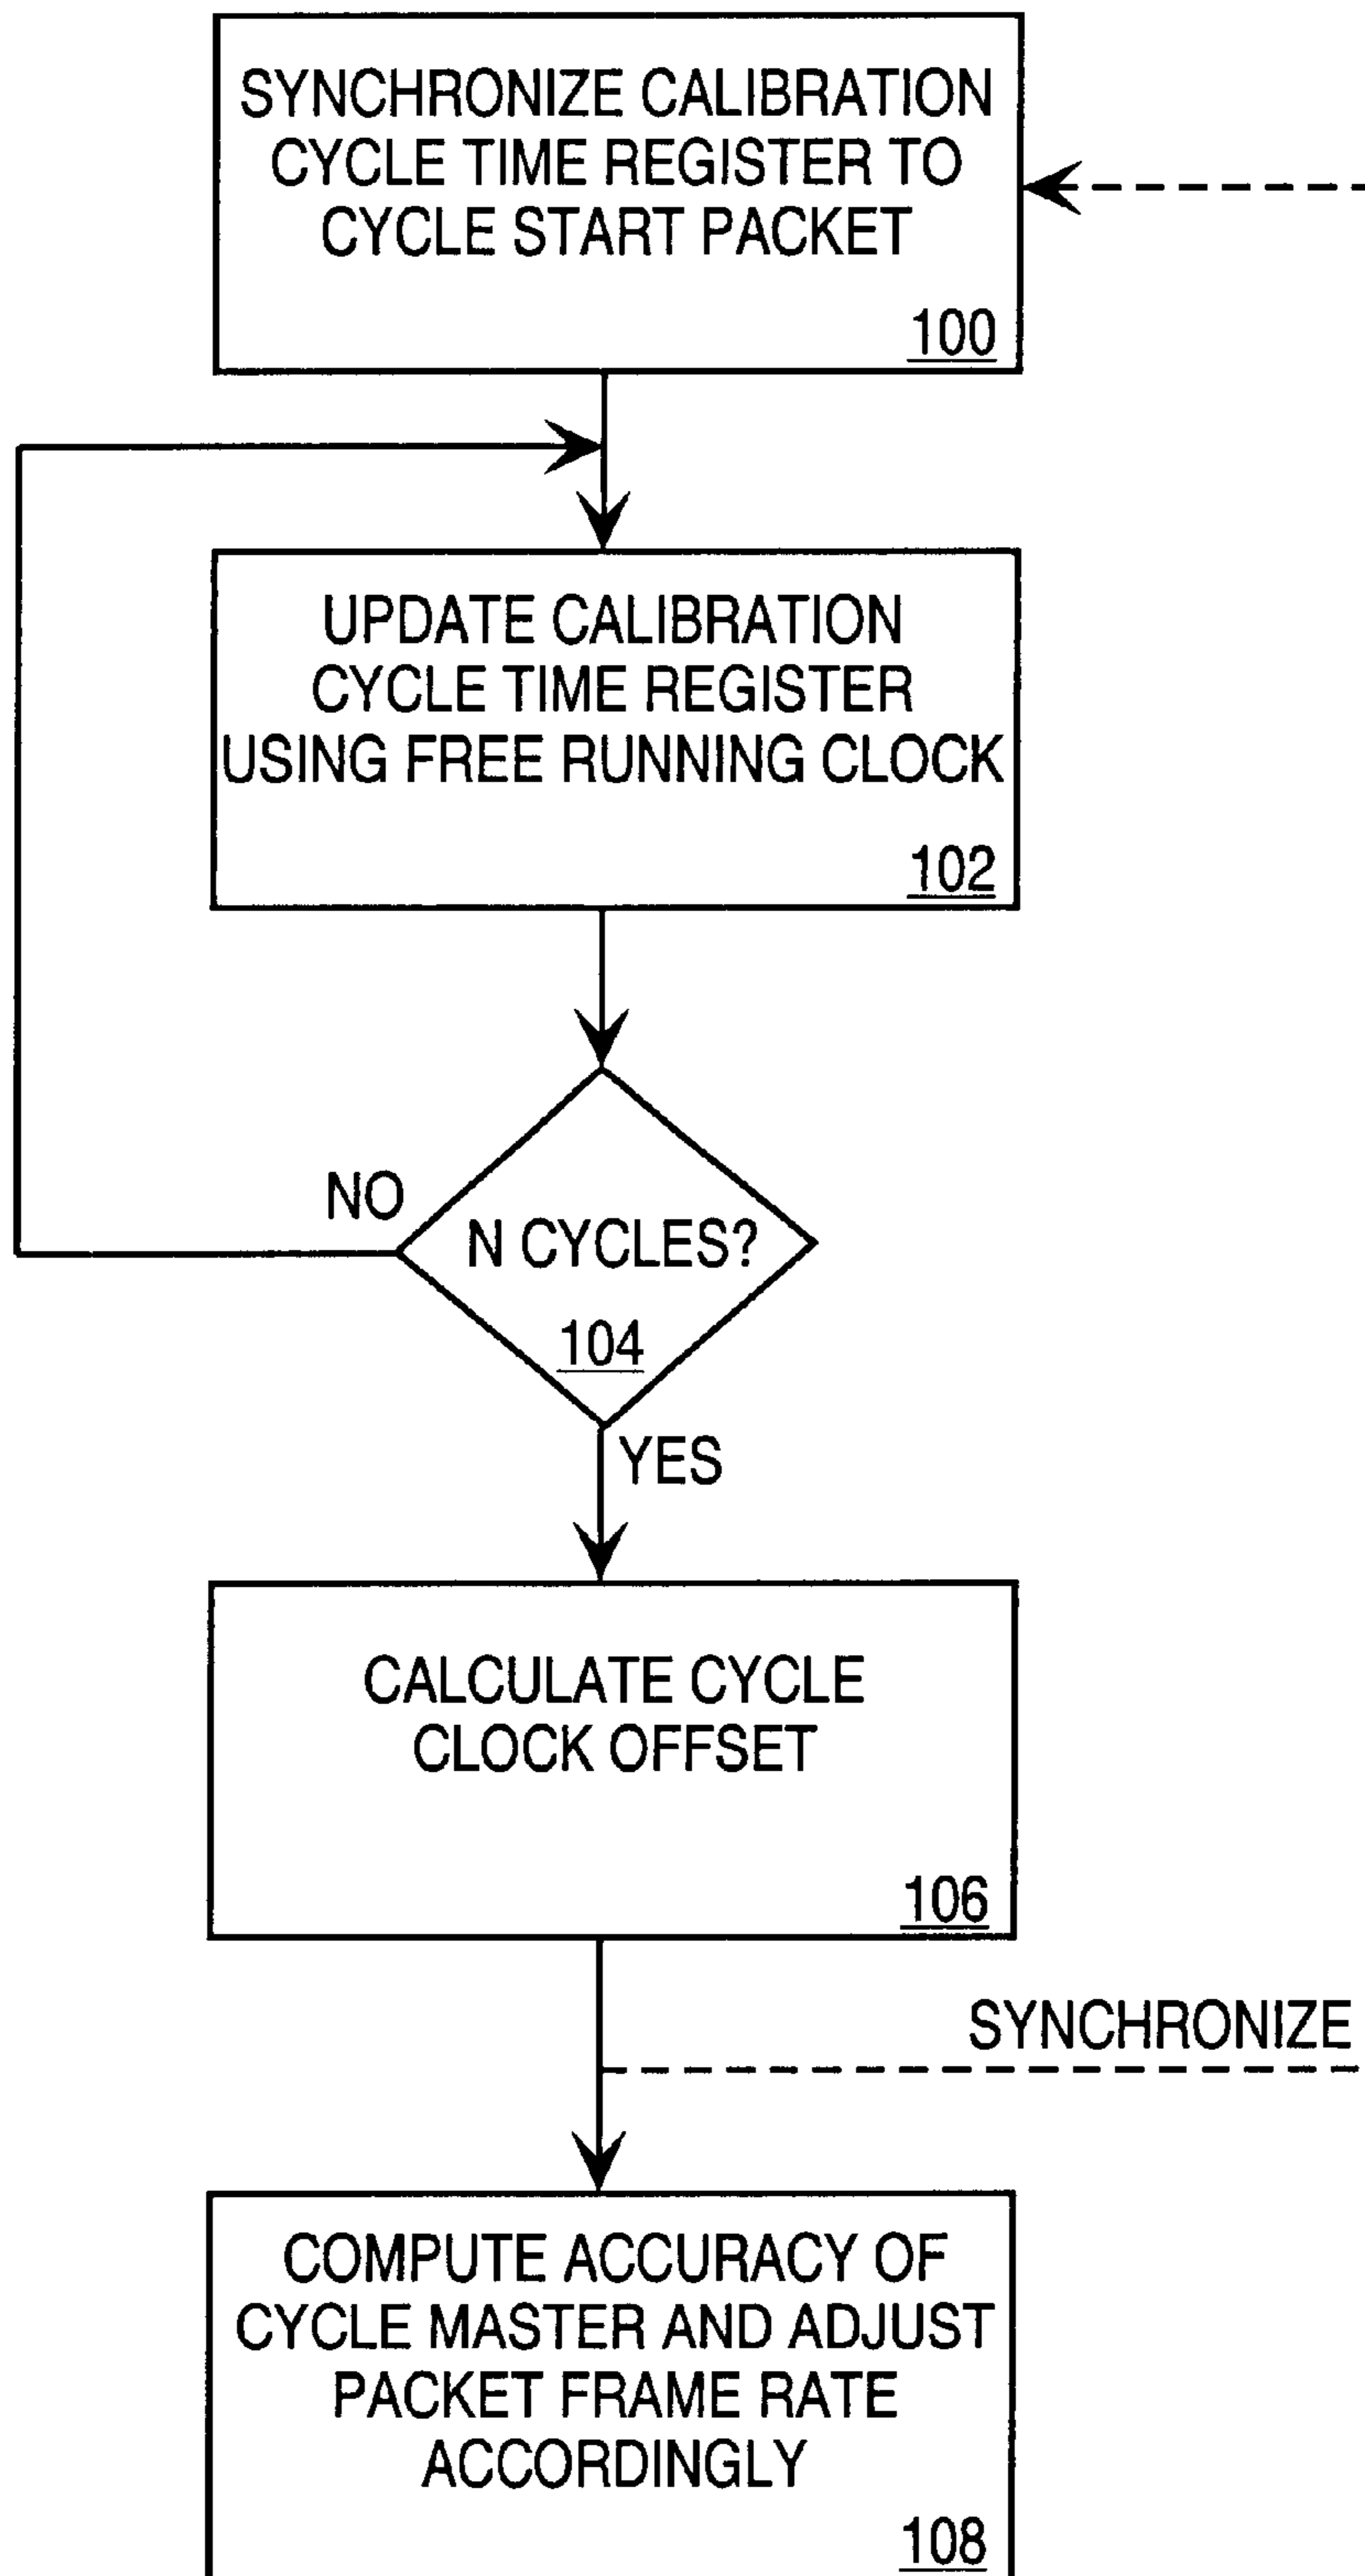 SYNCHRONIZE CALIBRATION
CYCLE TIME REGISTER TO
CYCLE START PACKET
100
UPDATE CALIBRATION
CYCLE TIME REGISTER
USING FREE RUNNING CLOCK
102
NO
N CYCLES?
104
YES
CALCULATE CYCLE
CLOCK OFFSET
106
SYNCHRONIZE
COMPUTE ACCURACY OF
CYCLE MASTER AND ADJUST
PACKET FRAME RATE
ACCORDINGLY
108